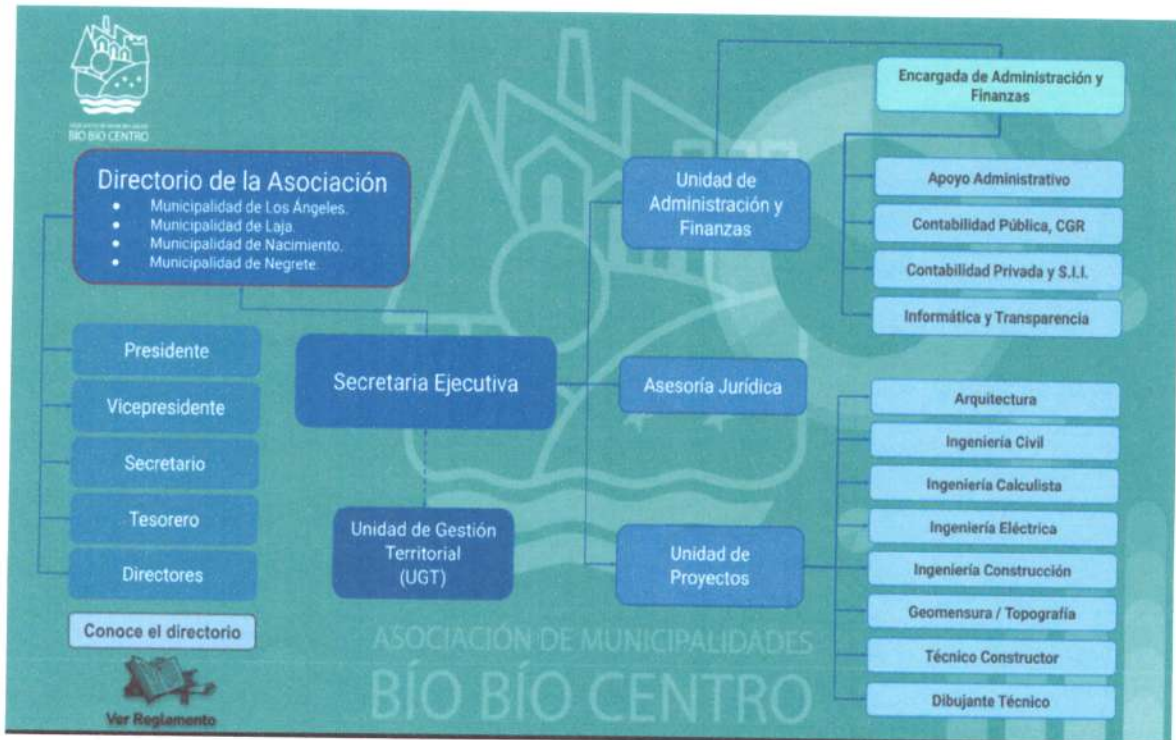 BÍO BÍO CENTRO
Directorio de la Asociación
• Municipalidad de Los Ángeles.
• Municipalidad de Laja.
• Municipalidad de Nacimiento.
• Municipalidad de Negrete.
Presidente
Vicepresidente
Secretario
Tesorero
Directores
Conoce el directorio
Ver Reglamento
Secretaria Ejecutiva
Unidad de Gestión
Territorial
(UGT)
Unidad de
Administración y
Finanzas
Asesoría Jurídica
Unidad de
Proyectos
Encargada de Administración y
Finanzas
Apoyo Administrativo
Contabilidad Pública, CGR
Contabilidad Privada y S.I.I.
Informática y Transparencia
Arquitectura
Ingeniería Civil
Ingeniería Calculista
Ingeniería Eléctrica
Ingeniería Construcción
Geomensura / Topografía
Técnico Constructor
Dibujante Técnico
ASOCIACIÓN DE MUNICIPALIDADES
BÍO BÍO CENTRO